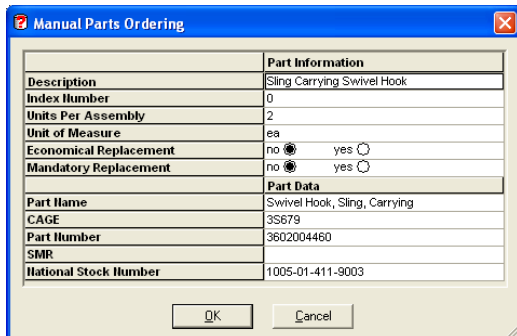 Manual Parts Ordering
Part Information
Description Sling Carrying Swivel Hook
Index Number 0
Units Per Assembly 2
Unit of Measure ea
Economical Replacement no yes
Mandatory Replacement no yes
Part Data
Part Name Swivel Hook, Sling, Carrying
CAGE 3S679
Part Number 3602004460
SMR
National Stock Number 1005-01-411-9003
OK Cancel